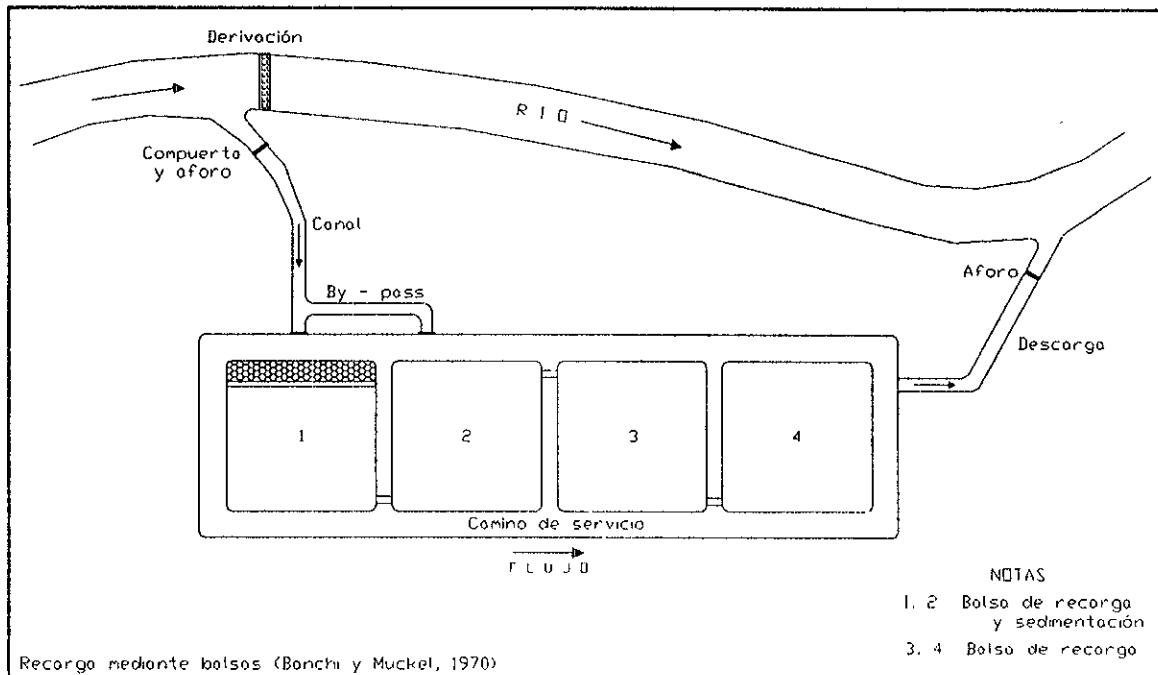 Derivación
RIO
Compuerta
y aforo
Canal
By - pass
Aforo
Descarga
1
2
3
4
Camino de servicio
FLUJO
NOTAS
1. 2 Balsa de recarga
y sedimentación
3. 4 Balsa de recarga
Recarga mediante balsas (Banchi y Muckel, 1970)